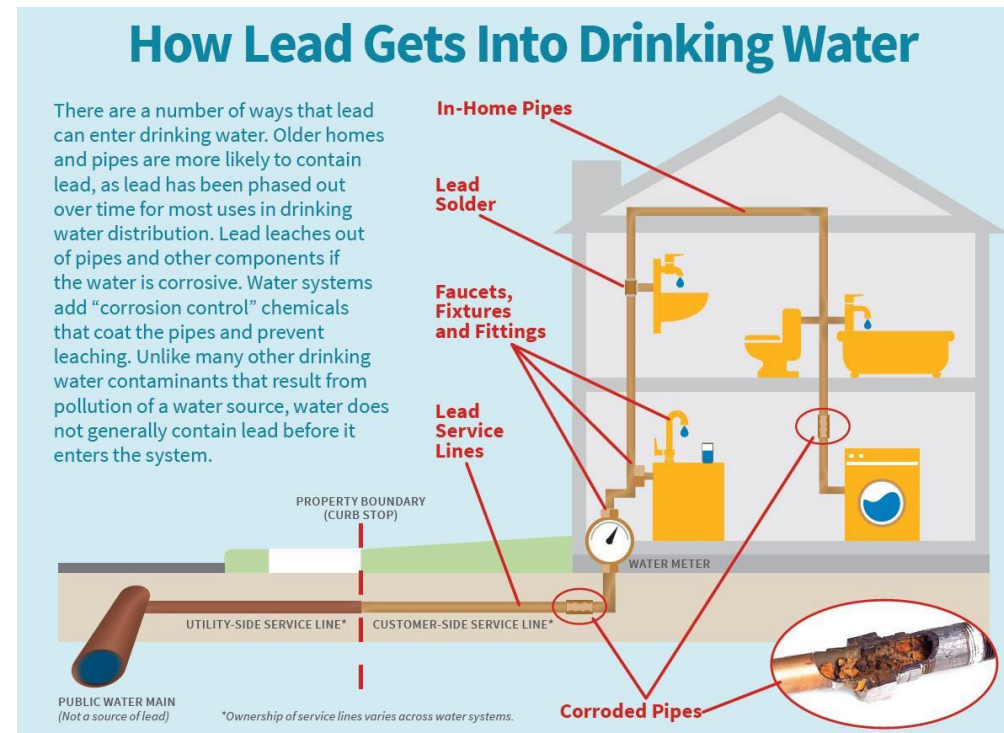 How Lead Gets Into Drinking Water
There are a number of ways that lead
can enter drinking water. Older homes
and pipes are more likely to contain
lead, as lead has been phased out
over time for most uses in drinking
water distribution. Lead leaches out
of pipes and other components if
the water is corrosive. Water systems
add “corrosion control” chemicals
that coat the pipes and prevent
leaching. Unlike many other drinking
water contaminants that result from
pollution of a water source, water does
not generally contain lead before it
enters the system.
In-Home Pipes
Lead
Solder
Faucets,
Fixtures
and Fittings
Lead
Service
Lines
PROPERTY BOUNDARY
(CURB STOP)
WATER METER
UTILITY-SIDE SERVICE LINE*
CUSTOMER-SIDE SERVICE LINE*
PUBLIC WATER MAIN
(Not a source of lead)
*Ownership of service lines varies across water systems.
Corroded Pipes